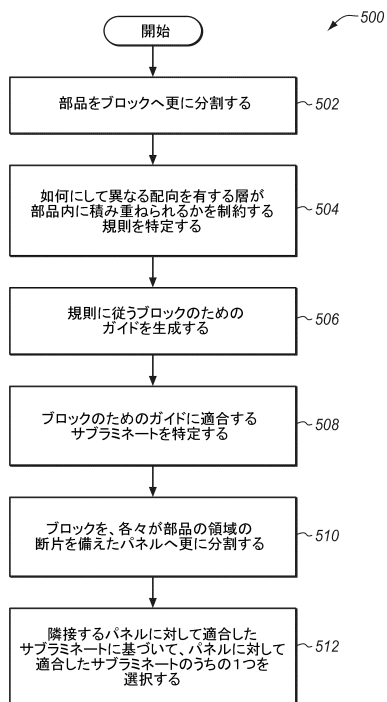 500
開始
部品をブロックへ更に分割する
502
如何にして異なる配向を有する層が
部品内に積み重ねられるかを制約する
規則を特定する
504
規則に従うブロックのための
ガイドを生成する
506
ブロックのためのガイドに適合する
サブラミネートを特定する
508
ブロックを、各々が部品の領域の
断片を備えたパネルへ更に分割する
510
隣接するパネルに対して適合した
サブラミネートに基づいて、パネルに対して
適合したサブラミネートのうちの1つを
選択する
512